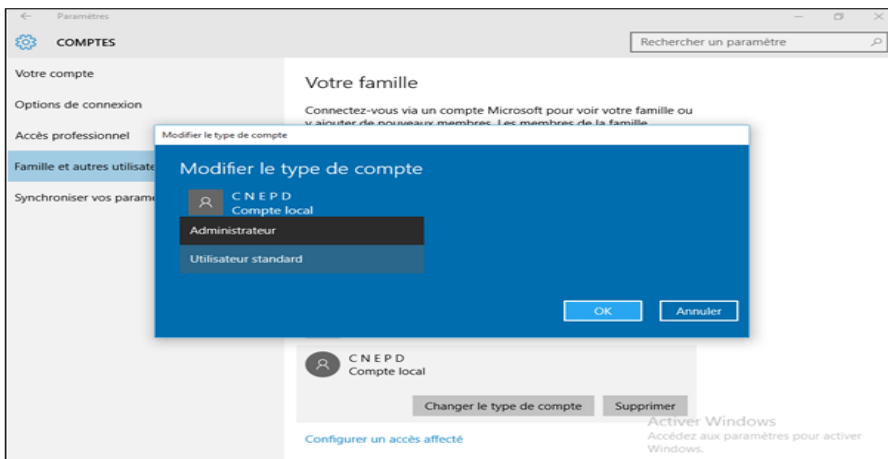 Paramètres
COMPTES
Rechercher un paramètre
Votre compte
Options de connexion
Accès professionnel
Famille et autres utilisate
Synchroniser vos paramè
Votre famille
Connectez-vous via un compte Microsoft pour voir votre famille ou
y ajouter de nouveaux membres. Les membres de la famille
Modifier le type de compte
Modifier le type de compte
C N E P D
Compte local
Administrateur
Utilisateur standard
OK Annuler
C N E P D
Compte local
Changer le type de compte Supprimer
Configurer un accès affecté
Activer Windows
Accédez aux paramètres pour activer
Windows.